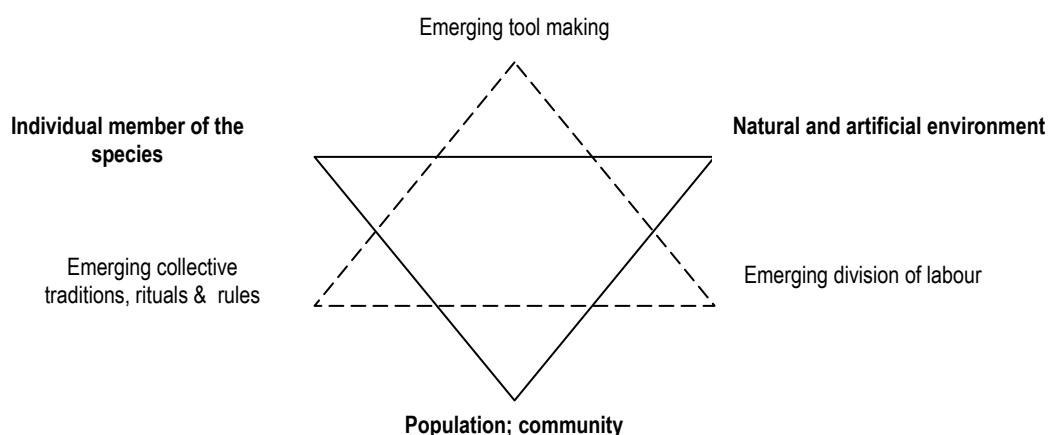 Emerging tool making
Individual member of the
species
Natural and artificial environment
Emerging collective
traditions, rituals & rules
Emerging division of labour
Population; community